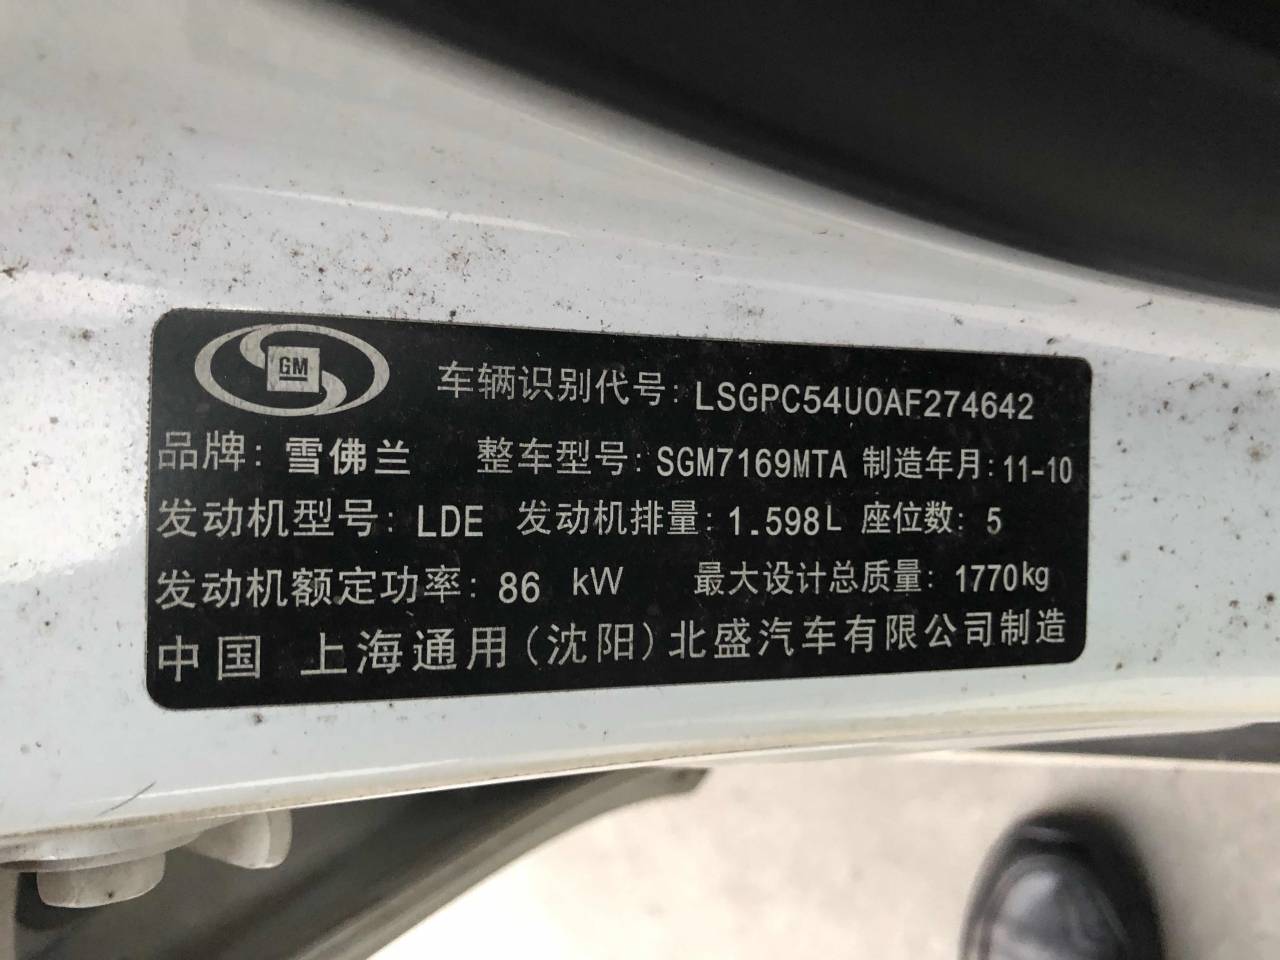 GM
车辆识别代号: LSGPC54U0AF274642
品牌: 雪佛兰 整车型号: SGM7169MTA 制造年月: 11-10
发动机型号: LDE 发动机排量: 1.598L 座位数: 5
发动机额定功率: 86 kW 最大设计总质量: 1770kg
中国 上海通用(沈阳)北盛汽车有限公司制造